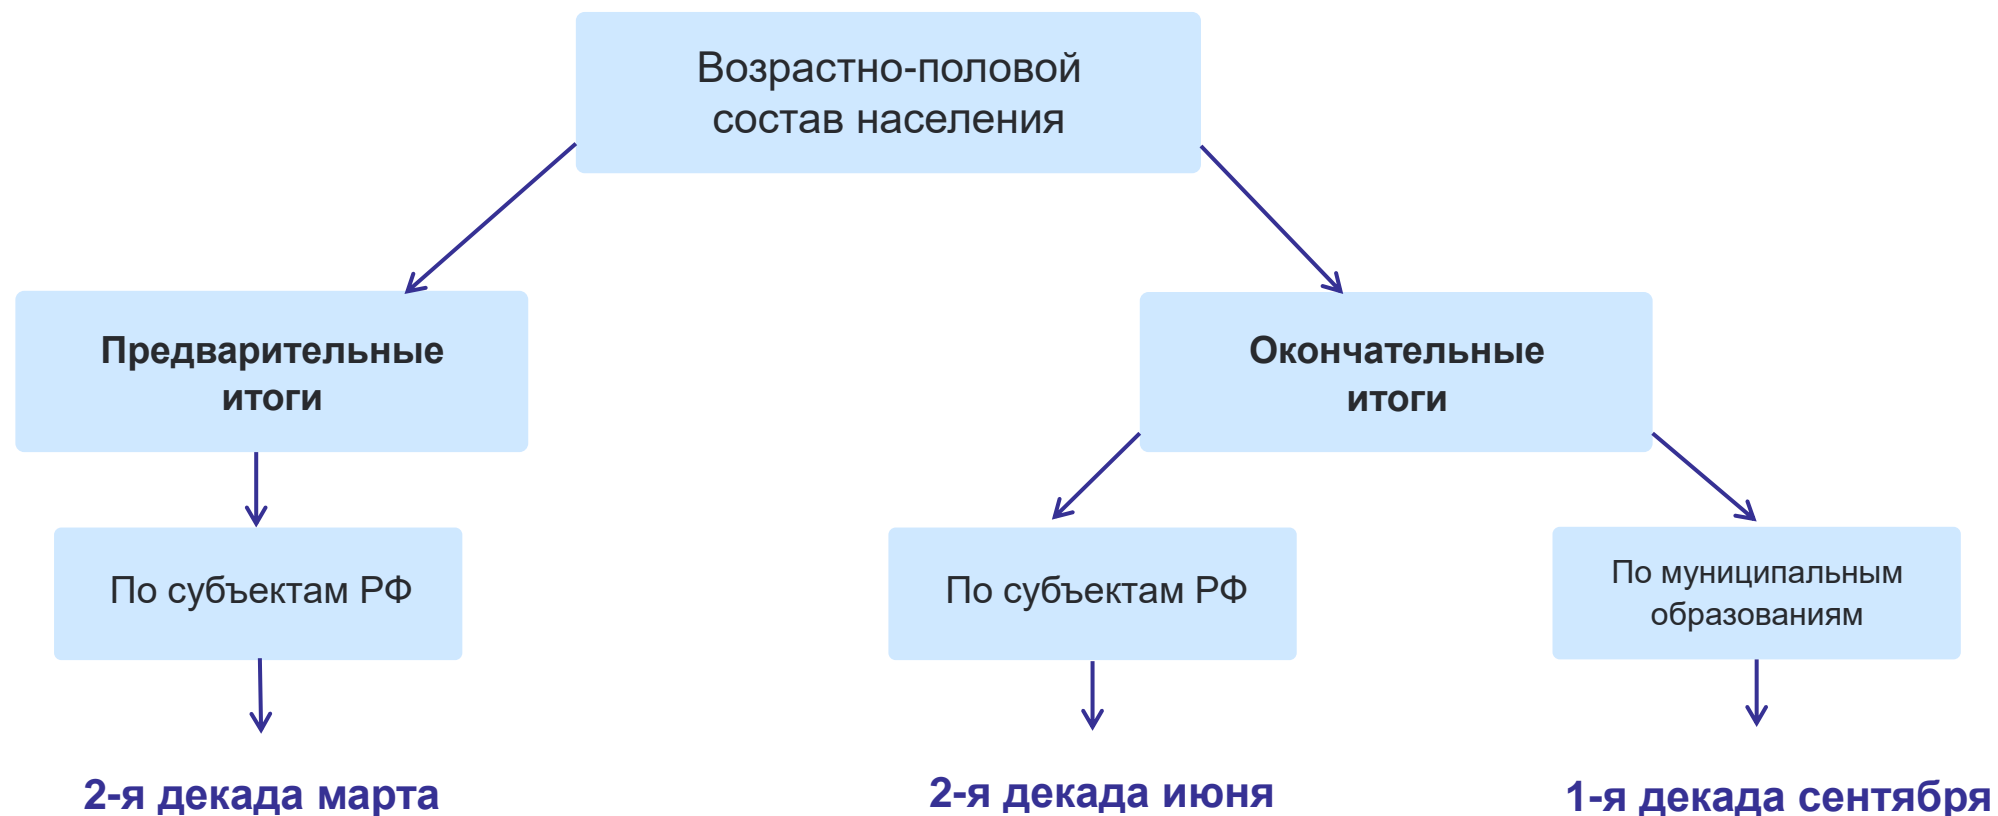 Возрастно-половой
состав населения
Предварительные
итоги
Окончательные
итоги
По субъектам РФ
По субъектам РФ
По муниципальным
образованиям
2-я декада марта
2-я декада июня
1-я декада сентября